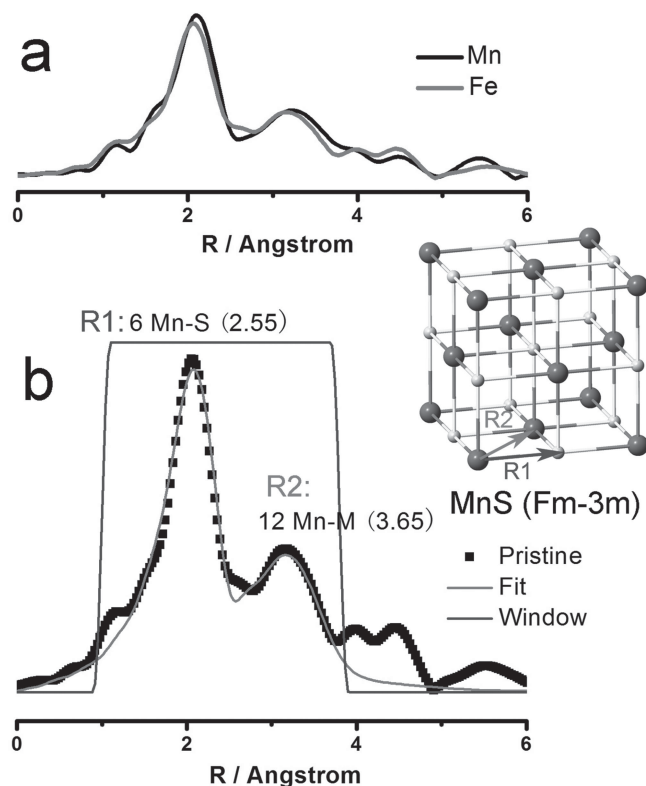 a
Mn
Fe
0 2 4 6
R / Angstrom
R1: 6 Mn-S (2.55)
b
R2:
12 Mn-M (3.65)
R2
R1
MnS (Fm-3m)
Pristine
Fit
Window
0 2 4 6
R / Angstrom